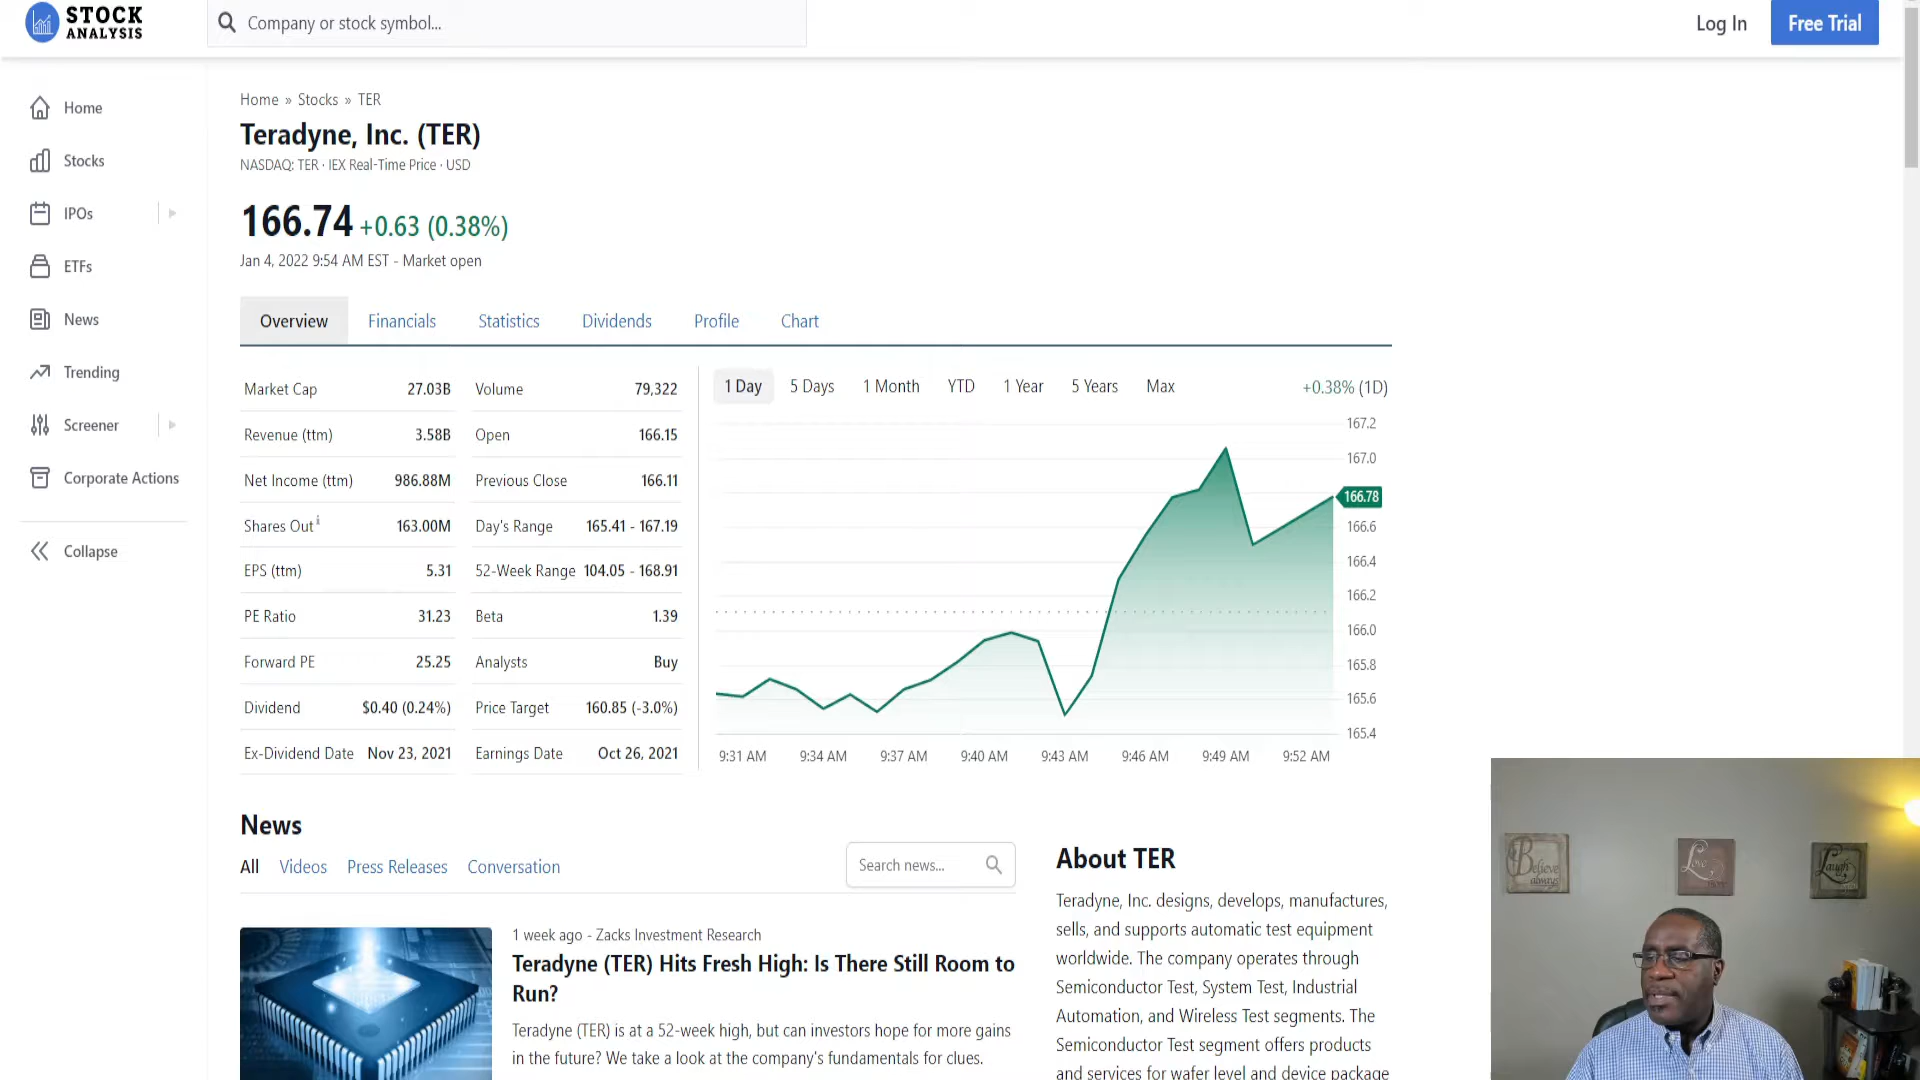 STOCK
ANALYSIS
Company or stock symbol...
Log In
Free Trial
Home
Stocks
IPOs
ETFs
News
Trending
Screener
Corporate Actions
Collapse
Home » Stocks » TER
Teradyne, Inc. (TER)
NASDAQ: TER · IEX Real-Time Price · USD
166.74 +0.63 (0.38%)
Jan 4, 2022 9:54 AM EST - Market open
Overview Financials Statistics Dividends Profile Chart
Market Cap 27.03B Volume 79,322
Revenue (ttm) 3.58B Open 166.15
Net Income (ttm) 986.88M Previous Close 166.11
Shares Out i 163.00M Day's Range 165.41 - 167.19
EPS (ttm) 5.31 52-Week Range 104.05 - 168.91
PE Ratio 31.23 Beta 1.39
Forward PE 25.25 Analysts Buy
Dividend $0.40 (0.24%) Price Target 160.85 (-3.0%)
Ex-Dividend Date Nov 23, 2021 Earnings Date Oct 26, 2021
1 Day 5 Days 1 Month YTD 1 Year 5 Years Max +0.38% (1D)
167.2
167.0
166.78
166.6
166.4
166.2
166.0
165.8
165.6
165.4
9:31 AM 9:34 AM 9:37 AM 9:40 AM 9:43 AM 9:46 AM 9:49 AM 9:52 AM
News
All Videos Press Releases Conversation
Search news...
1 week ago - Zacks Investment Research
Teradyne (TER) Hits Fresh High: Is There Still Room to
Run?
Teradyne (TER) is at a 52-week high, but can investors hope for more gains
in the future? We take a look at the company's fundamentals for clues.
About TER
Teradyne, Inc. designs, develops, manufactures,
sells, and supports automatic test equipment
worldwide. The company operates through
Semiconductor Test, System Test, Industrial
Automation, and Wireless Test segments. The
Semiconductor Test segment offers products
and services for wafer level and device package
Believe
always
Love
Laugh